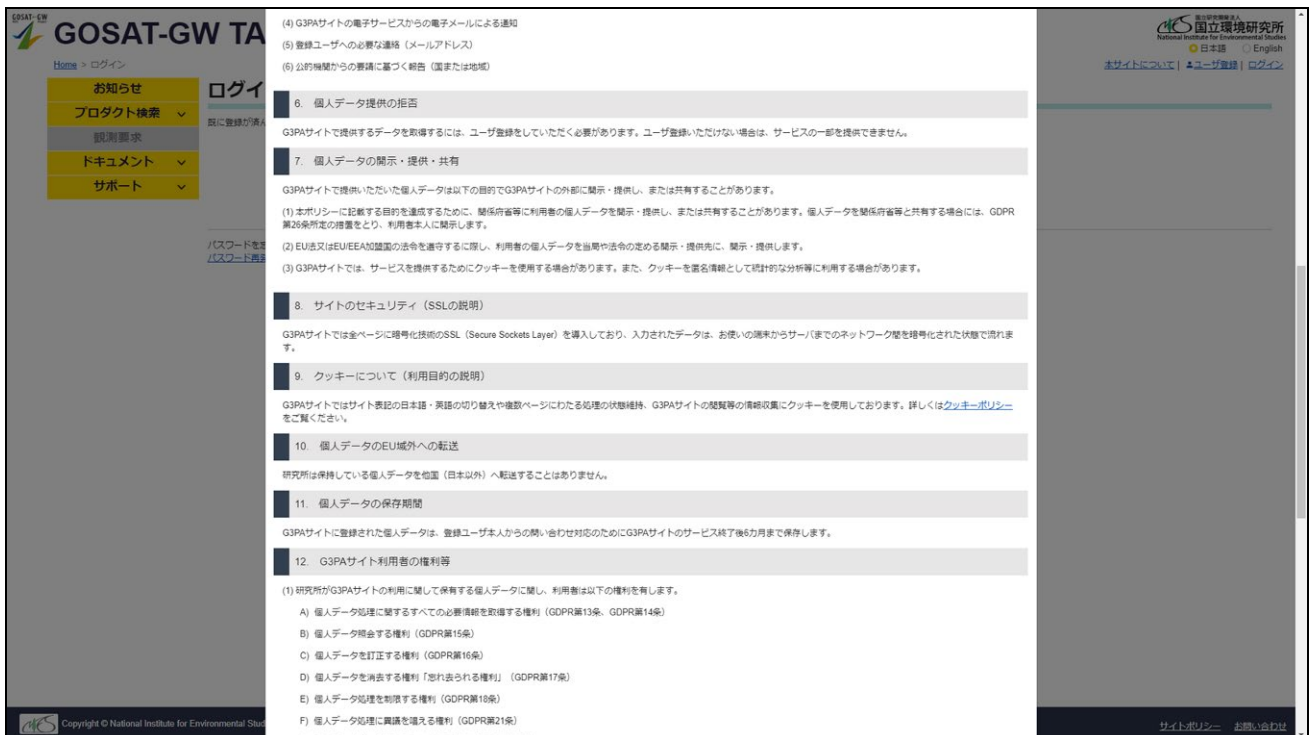 GOSAT-GW
GOSAT-GW TA
国立研究開発法人
国立環境研究所
National Institute for Environmental Studies
日本語 English
Home > ログイン
本サイトについて | ユーザ登録 | ログイン
お知らせ
プロダクト検索
観測要求
ドキュメント
サポート
ログイ
既に登録が済ん
パスワードを忘
パスワード再発
(4) G3PAサイトの電子サービスからの電子メールによる通知
(5) 登録ユーザへの必要な連絡（メールアドレス）
(6) 公的機関からの要請に基づく報告（国または地域）
6. 個人データ提供の拒否
G3PAサイトで提供するデータを取得するには、ユーザ登録をしていただく必要があります。ユーザ登録いただけない場合は、サービスの一部を提供できません。
7. 個人データの開示・提供・共有
G3PAサイトで提供いただいた個人データは以下の目的でG3PAサイトの外部に開示・提供し、または共有することがあります。
(1) 本ポリシーに記載する目的を達成するために、関係府省等に利用者の個人データを開示・提供し、または共有することがあります。個人データを関係府省等と共有する場合には、GDPR
第26条所定の措置をとり、利用者本人に開示します。
(2) EU法又はEU/EEA加盟国の法令を遵守するに際し、利用者の個人データを当局や法令の定める開示・提供先に、開示・提供します。
(3) G3PAサイトでは、サービスを提供するためにクッキーを使用する場合があります。また、クッキーを匿名情報として統計的な分析等に利用する場合があります。
8. サイトのセキュリティ（SSLの説明）
G3PAサイトでは全ページに暗号化技術のSSL（Secure Sockets Layer）を導入しており、入力されたデータは、お使いの端末からサーバまでのネットワーク間を暗号化された状態で流れま
す。
9. クッキーについて（利用目的の説明）
G3PAサイトではサイト表記の日本語・英語の切り替えや複数ページにわたる処理の状態維持、G3PAサイトの閲覧等の情報収集にクッキーを使用しております。詳しくはクッキーポリシー
をご覧ください。
10. 個人データのEU域外への転送
研究所は保持している個人データを他国（日本以外）へ転送することはありません。
11. 個人データの保存期間
G3PAサイトに登録された個人データは、登録ユーザ本人からの問い合わせ対応のためにG3PAサイトのサービス終了後6カ月まで保存します。
12. G3PAサイト利用者の権利等
(1) 研究所がG3PAサイトの利用に関して保有する個人データに関し、利用者は以下の権利を有します。
A) 個人データ処理に関するすべての必要情報を取得する権利（GDPR第13条、GDPR第14条）
B) 個人データ照会する権利（GDPR第15条）
C) 個人データを訂正する権利（GDPR第16条）
D) 個人データを消去する権利「忘れ去られる権利」（GDPR第17条）
E) 個人データ処理を制限する権利（GDPR第18条）
F) 個人データ処理に異議を唱える権利（GDPR第21条）
NIES Copyright © National Institute for Environmental Stud
サイトポリシー お問い合わせ